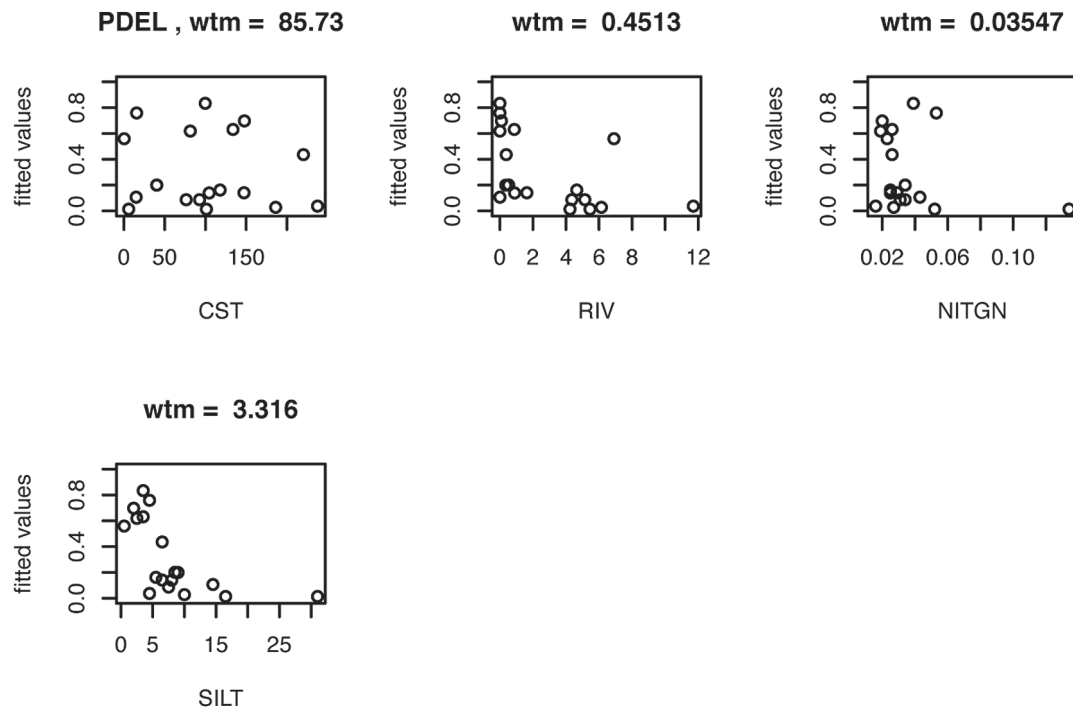 PDEL , wtm = 85.73
wtm = 0.4513
wtm = 0.03547
fitted values
0.0 0.4 0.8
0 50 150
CST
fitted values
0.0 0.4 0.8
0 2 4 6 8 12
RIV
fitted values
0.0 0.4 0.8
0.02 0.06 0.10
NITGN
wtm = 3.316
fitted values
0.0 0.4 0.8
0 5 15 25
SILT